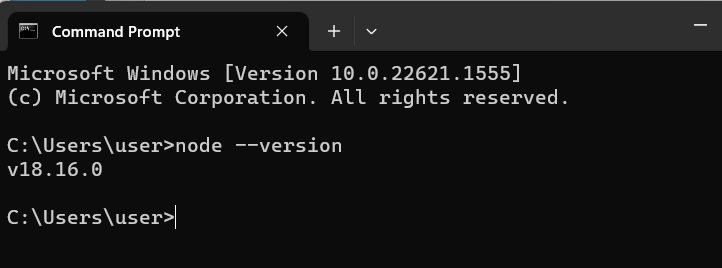 Command Prompt
Microsoft Windows [Version 10.0.22621.1555]
(c) Microsoft Corporation. All rights reserved.
C:\Users\user>node --version
v18.16.0
C:\Users\user>